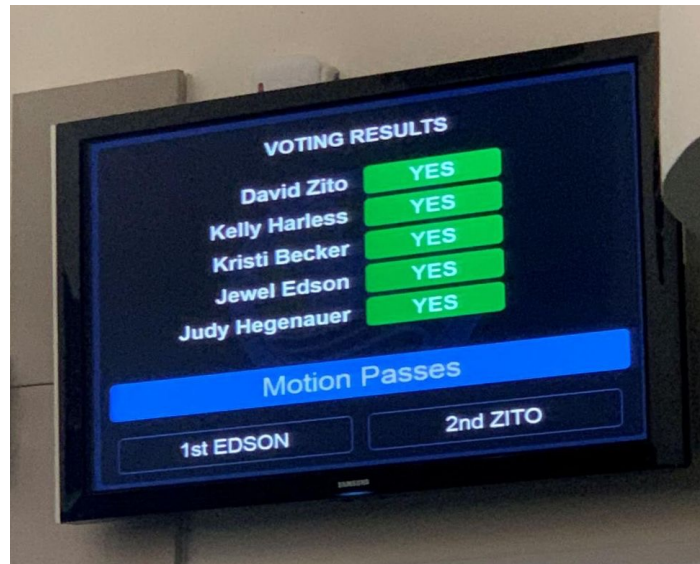 VOTING RESULTS
David Zito YES
Kelly Harless YES
Kristi Becker YES
Jewel Edson YES
Judy Hegenauer YES
Motion Passes
1st EDSON 2nd ZITO
SAMSUNG